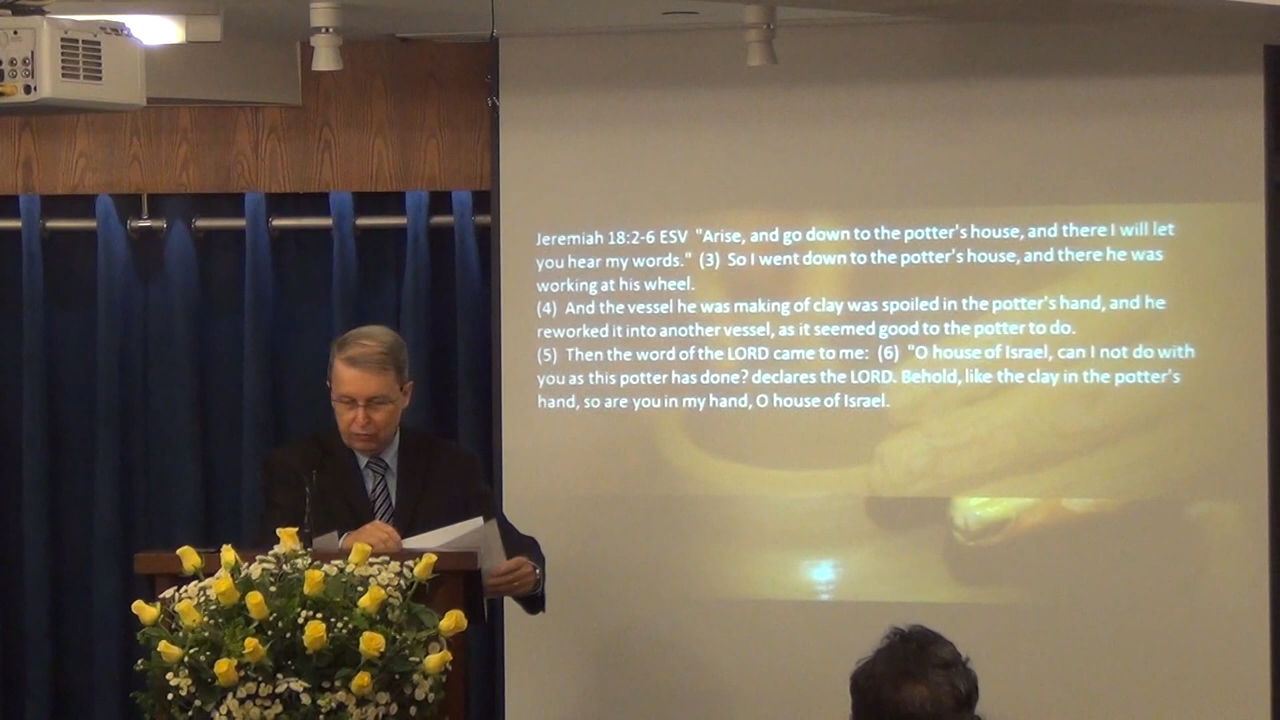 Jeremiah 18:2-6 ESV "Arise, and go down to the potter's house, and there I will let
you hear my words." (3) So I went down to the potter's house, and there he was
working at his wheel.
(4) And the vessel he was making of clay was spoiled in the potter's hand, and he
reworked it into another vessel, as it seemed good to the potter to do.
(5) Then the word of the LORD came to me: (6) "O house of Israel, can I not do with
you as this potter has done? declares the LORD. Behold, like the clay in the potter's
hand, so are you in my hand, O house of Israel.